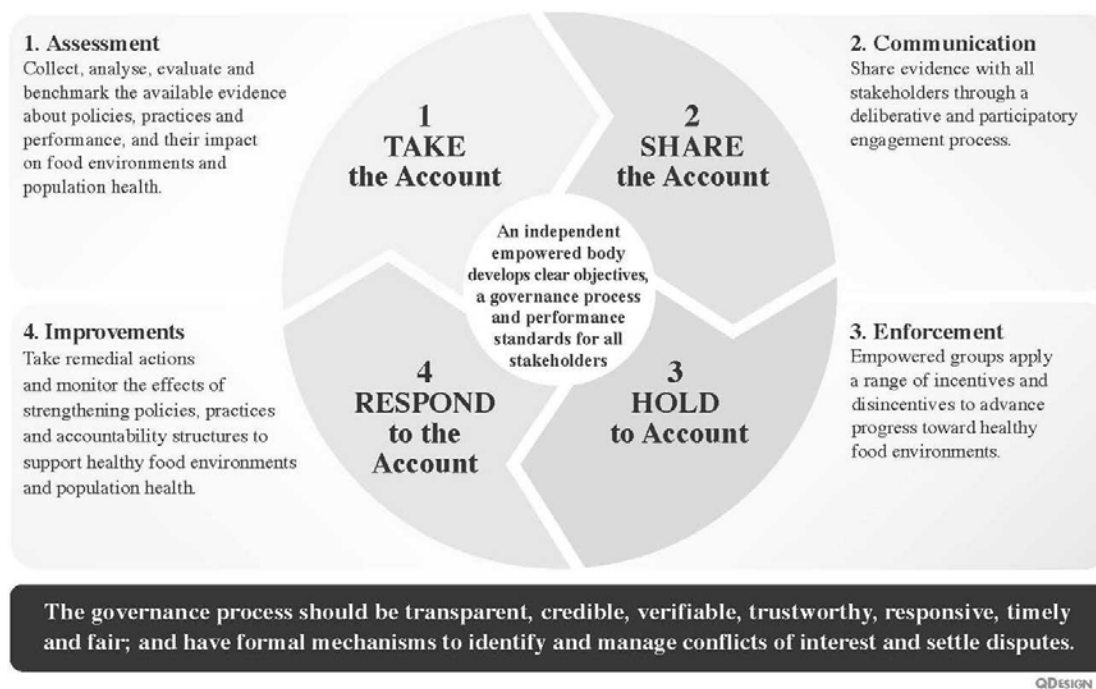 1. Assessment
Collect, analyse, evaluate and
benchmark the available evidence
about policies, practices and
performance, and their impact
on food environments and
population health.
1
TAKE
the Account
2
SHARE
the Account
2. Communication
Share evidence with all
stakeholders through a
deliberative and participatory
engagement process.
An independent
empowered body
develops clear objectives,
a governance process
and performance
standards for all
stakeholders
4. Improvements
Take remedial actions
and monitor the effects of
strengthening policies, practices
and accountability structures to
support healthy food environments
and population health.
4
RESPOND
to the
Account
3
HOLD
to Account
3. Enforcement
Empowered groups apply
a range of incentives and
disincentives to advance
progress toward healthy
food environments.
The governance process should be transparent, credible, verifiable, trustworthy, responsive, timely
and fair; and have formal mechanisms to identify and manage conflicts of interest and settle disputes.
QDESIGN